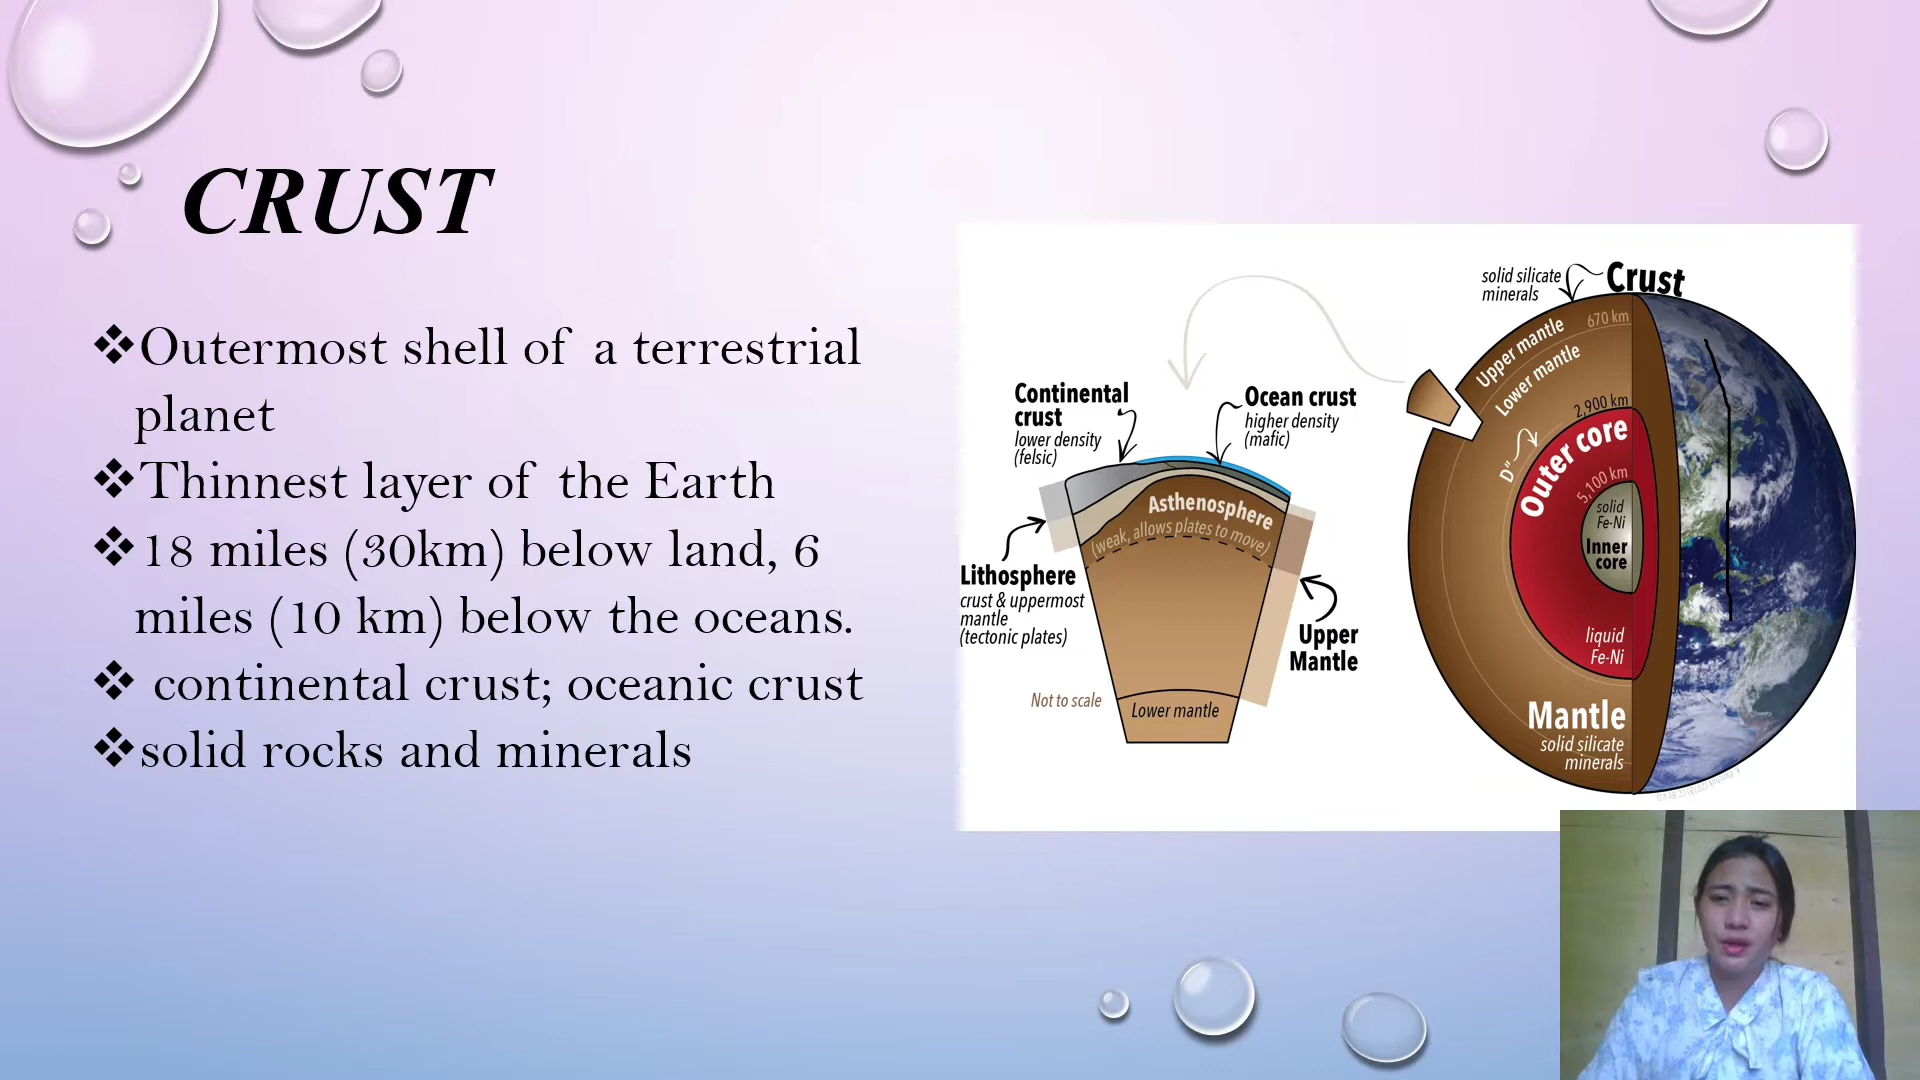 CRUST
❖Outermost shell of a terrestrial
planet
❖Thinnest layer of the Earth
❖18 miles (30km) below land, 6
miles (10 km) below the oceans.
❖ continental crust; oceanic crust
❖solid rocks and minerals
Continental
crust
lower density
(felsic)
Ocean crust
higher density
(mafic)
Asthenosphere
(weak, allows plates to move)
Lithosphere
crust & uppermost
mantle
(tectonic plates)
Upper
Mantle
Not to scale
Lower mantle
solid silicate
minerals
Crust
670 km
Upper mantle
Lower mantle
2,900 km
D"
Outer core
5,100 km
solid
Fe-Ni
Inner
core
liquid
Fe-Ni
Mantle
solid silicate
minerals